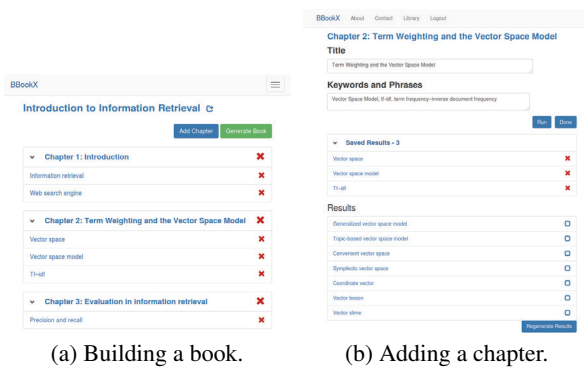 BBookX
Introduction to Information Retrieval
Add Chapter Generate Book
Chapter 1: Introduction
Information retrieval
Web search engine
Chapter 2: Term Weighting and the Vector Space Model
Vector space
Vector space model
Tf–idf
Chapter 3: Evaluation in information retrieval
Precision and recall
(a) Building a book.
BBookX About Contact Library Logout
Chapter 2: Term Weighting and the Vector Space Model
Title
Term Weighting and the Vector Space Model
Keywords and Phrases
Vector Space Model, tf-idf, term frequency–inverse document frequency
Run Done
Saved Results - 3
Vector space
Vector space model
Tf–idf
Results
Generalized vector space model
Topic-based vector space model
Convenient vector space
Symplectic vector space
Coordinate vector
Vector boson
Vector slime
Regenerate Results
(b) Adding a chapter.